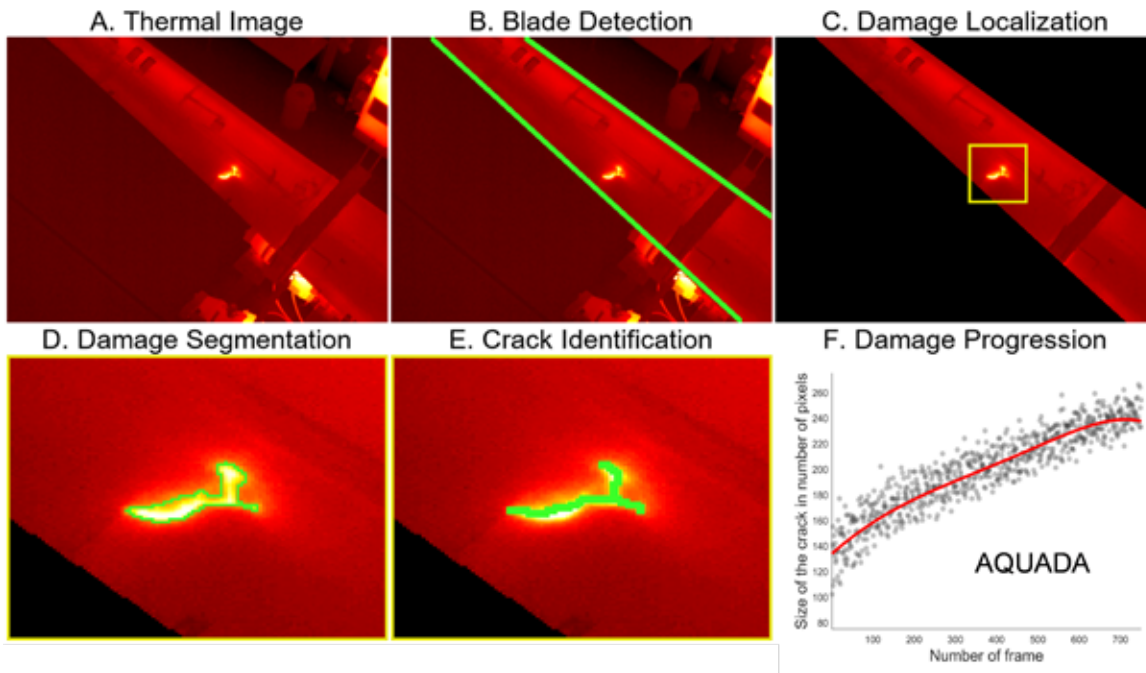 A. Thermal Image
B. Blade Detection
C. Damage Localization
D. Damage Segmentation
E. Crack Identification
F. Damage Progression
Size of the crack in number of pixels
260
240
220
200
180
160
140
120
100
80
AQUADA
100 200 300 400 500 600 700
Number of frame